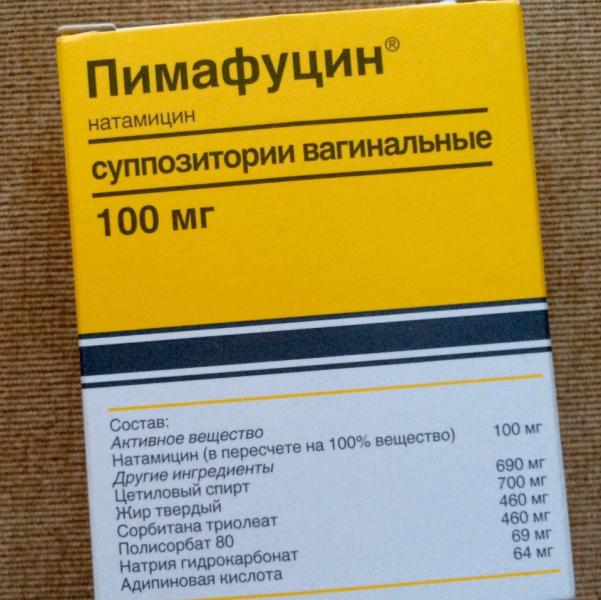 Пимафуцин®
натамицин
суппозитории вагинальные
100 мг
Состав:
Активное вещество
Натамицин (в пересчете на 100% вещество) 100 мг
Другие ингредиенты
Цетиловый спирт 690 мг
Жир твердый 700 мг
Сорбитана триолеат 460 мг
Полисорбат 80 460 мг
Натрия гидрокарбонат 69 мг
Адипиновая кислота 64 мг